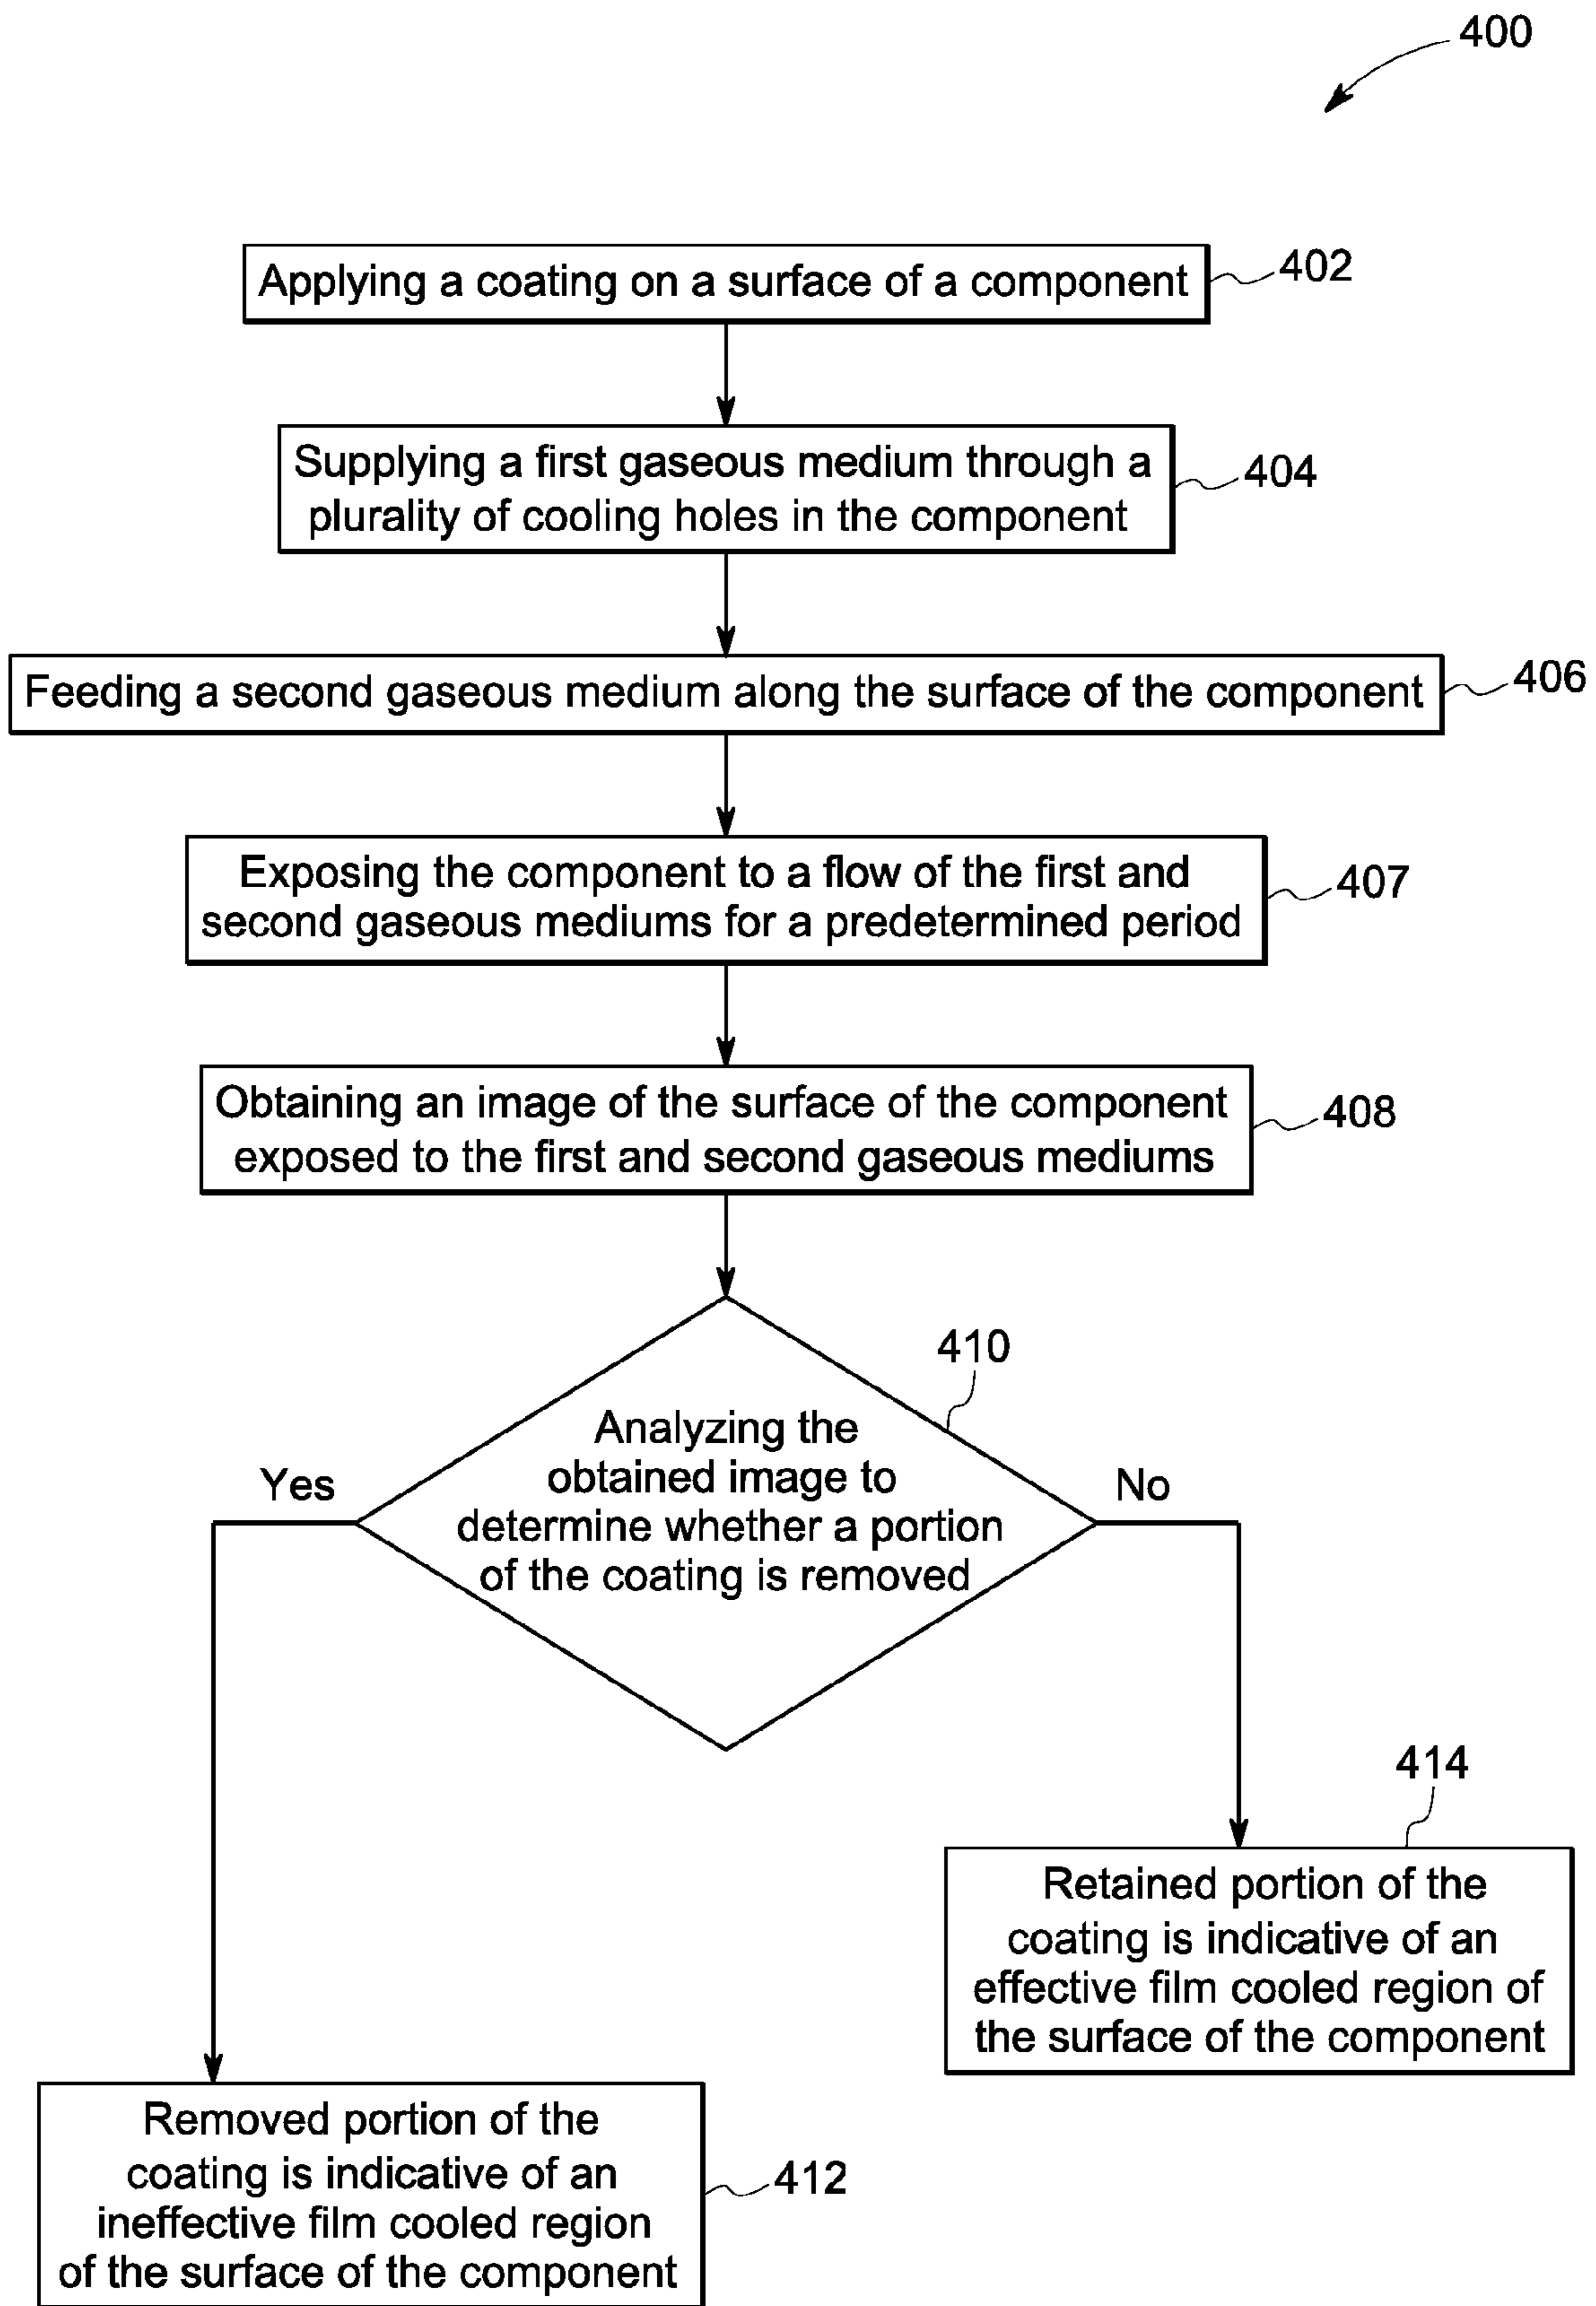 400
Applying a coating on a surface of a component
402
Supplying a first gaseous medium through a
plurality of cooling holes in the component
404
Feeding a second gaseous medium along the surface of the component
406
Exposing the component to a flow of the first and
second gaseous mediums for a predetermined period
407
Obtaining an image of the surface of the component
exposed to the first and second gaseous mediums
408
410
Analyzing the
obtained image to
determine whether a portion
of the coating is removed
Yes
No
414
Retained portion of the
coating is indicative of an
effective film cooled region of
the surface of the component
Removed portion of the
coating is indicative of an
ineffective film cooled region
of the surface of the component
412